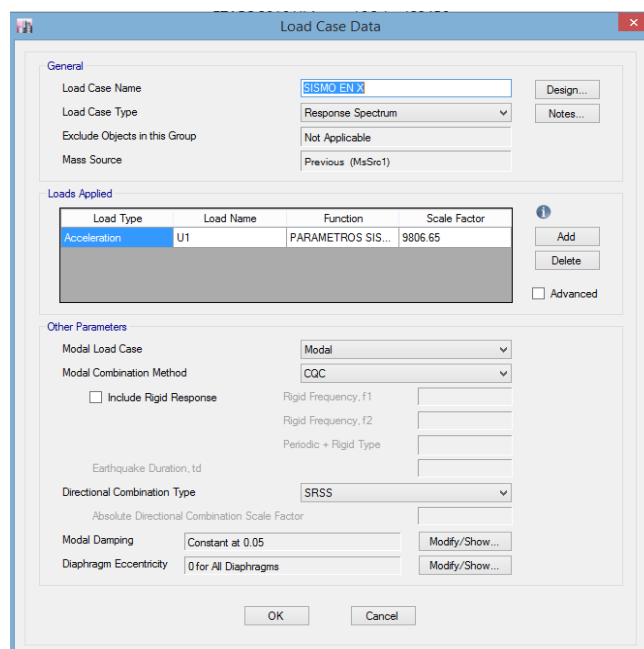 Load Case Data
General
Load Case Name SISMO EN X Design...
Load Case Type Response Spectrum Notes...
Exclude Objects in this Group Not Applicable
Mass Source Previous (MsSrc1)
Loads Applied
Load Type Load Name Function Scale Factor
Acceleration U1 PARAMETROS SIS... 9806.65 Add
Delete
Advanced
Other Parameters
Modal Load Case Modal
Modal Combination Method CQC
Include Rigid Response Rigid Frequency, f1
Rigid Frequency, f2
Periodic + Rigid Type
Earthquake Duration, td
Directional Combination Type SRSS
Absolute Directional Combination Scale Factor
Modal Damping Constant at 0.05 Modify/Show...
Diaphragm Eccentricity 0 for All Diaphragms Modify/Show...
OK Cancel